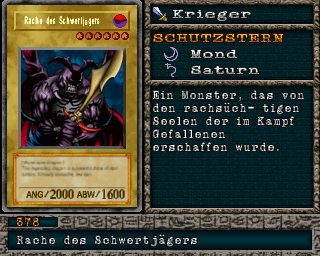 Rache des Schwertjägers
ANG/2000 ABW/1600
Krieger
SCHUTZSTERN
Mond
Saturn
Ein Monster, das von
den rachsüch- tigen
Seelen der im Kampf
Gefallenen
erschaffen wurde.
378
Rache des Schwertjägers